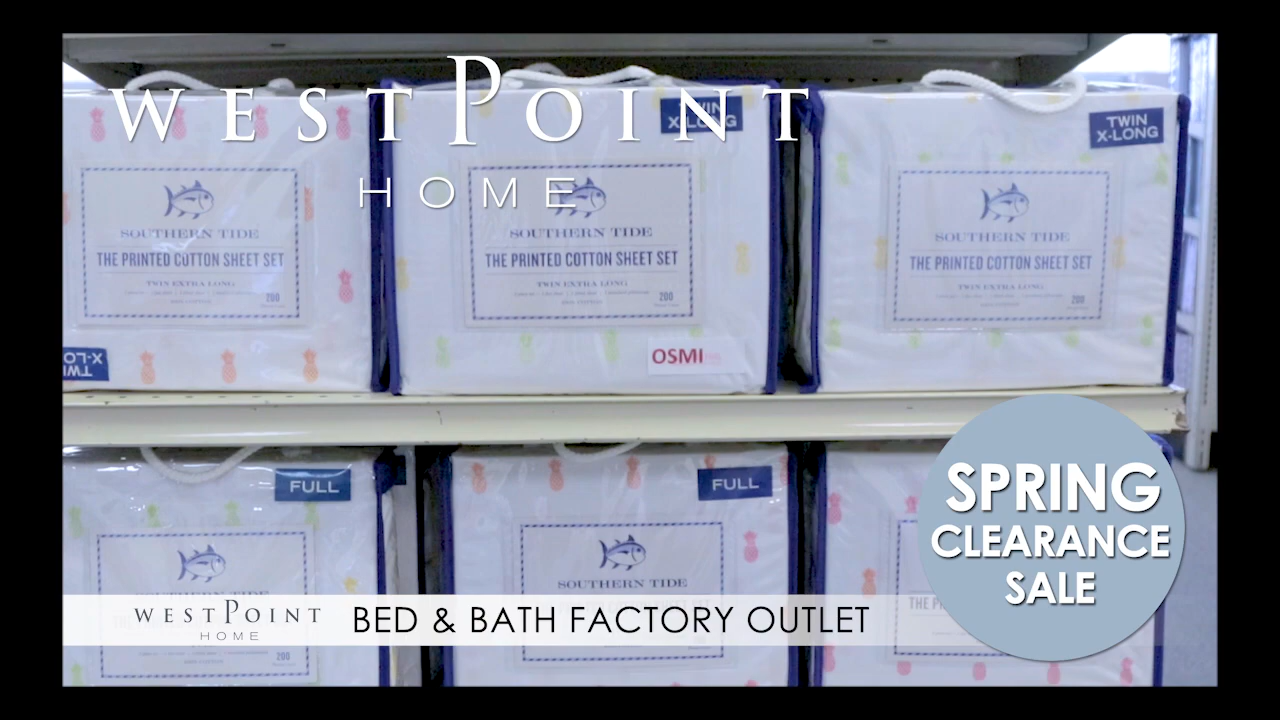 WESTPOINT
HOME
TWIN
X-LONG
TWIN
X-LONG
SOUTHERN TIDE
THE PRINTED COTTON SHEET SET
TWIN EXTRA LONG
200
SOUTHERN TIDE
THE PRINTED COTTON SHEET SET
TWIN EXTRA LONG
200
SOUTHERN TIDE
THE PRINTED COTTON SHEET SET
TWIN EXTRA LONG
200
OSMI
FULL
FULL
SOUTHERN TIDE
200
SPRING
CLEARANCE
SALE
WESTPOINT
HOME
BED & BATH FACTORY OUTLET